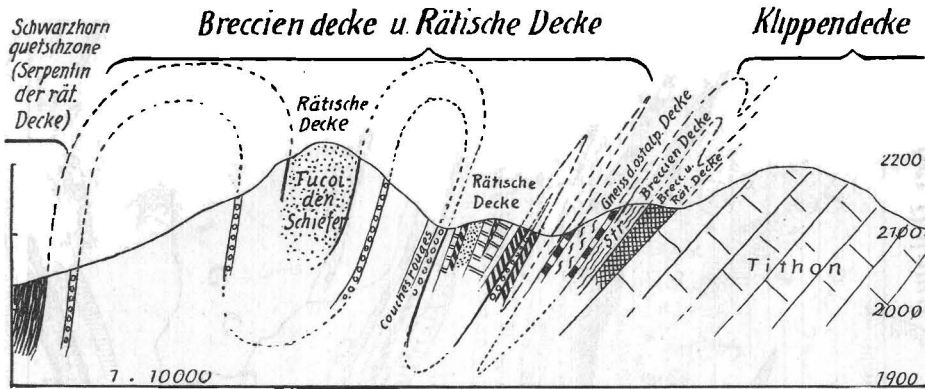 Schwarzhorn
quetschzone
(Serpentin
der rät.
Decke)
Breccien decke u. Rätische Decke
Klippendecke
Rätische
Decke
Tucol
den
Schiefer
Couches rouges
Rätische
Decke
Gneiss d. ostalp. Decke
Breccien Decke
Brecc. u.
Rät. Decke
Tithon
2200
2100
2000
1900
1 . 10000